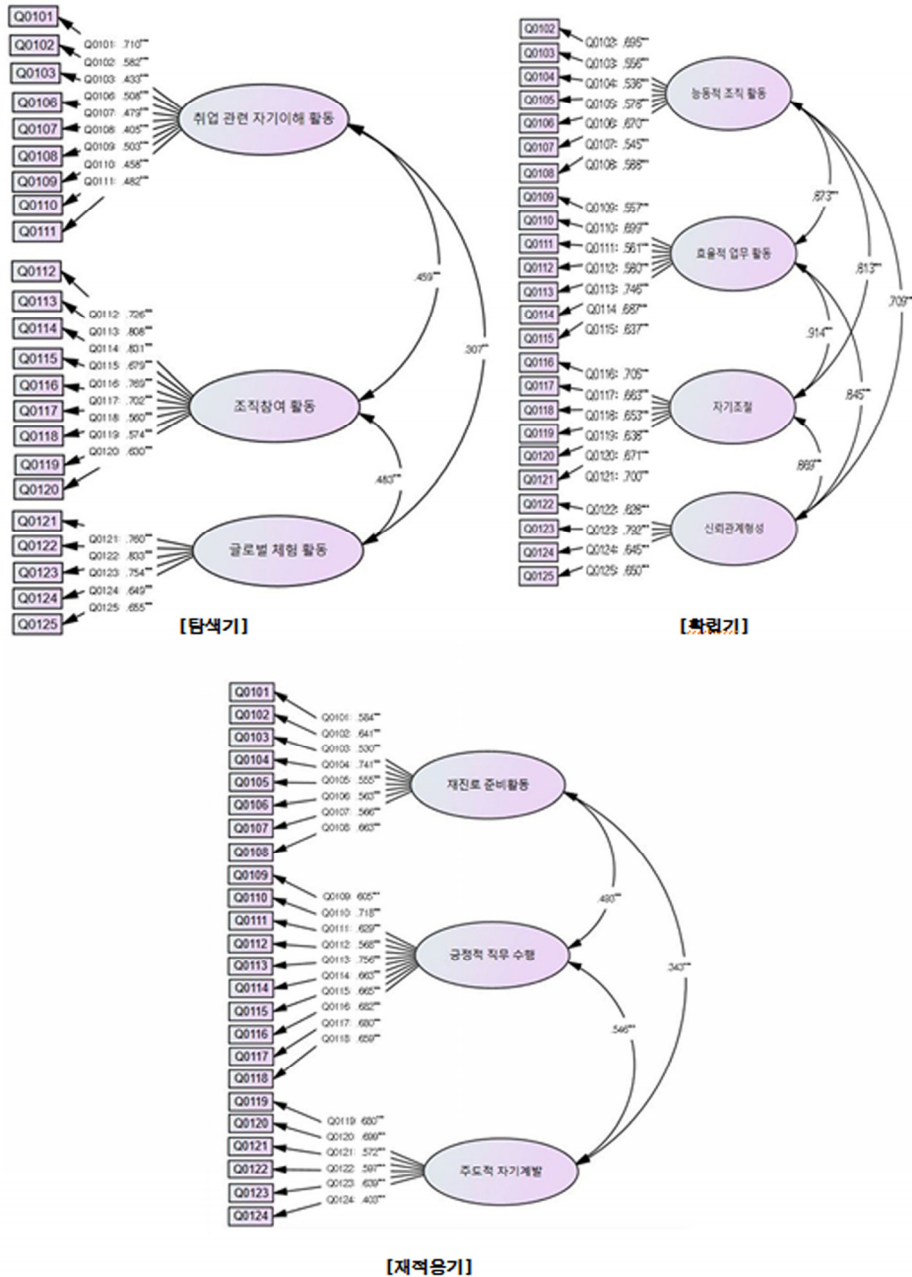 Q0101
Q0102
Q0103
Q0106
Q0107
Q0108
Q0109
Q0110
Q0111
Q0101: .710***
Q0102: .582***
Q0103: .433***
Q0106: .508***
Q0107: .479***
Q0108: .405***
Q0109: .503***
Q0110: .458***
Q0111: .482***
취업 관련 자기이해 활동
Q0112
Q0113
Q0114
Q0115
Q0116
Q0117
Q0118
Q0119
Q0120
Q0112: .726***
Q0113: .808***
Q0114: .831***
Q0115: .679***
Q0116: .769***
Q0117: .702***
Q0118: .560***
Q0119: .574***
Q0120: .600***
조직참여 활동
Q0121
Q0122
Q0123
Q0124
Q0125
Q0121: .760***
Q0122: .833***
Q0123: .754***
Q0124: .649***
Q0125: .655***
글로벌 체험 활동
.459***
.307**
.483***
[탐색기]
Q0102
Q0103
Q0104
Q0105
Q0106
Q0107
Q0108
Q0102: .695***
Q0103: .556***
Q0104: .536***
Q0105: .578***
Q0106: .670***
Q0107: .545***
Q0108: .588***
능동적 조직 활동
Q0109
Q0110
Q0111
Q0112
Q0113
Q0114
Q0115
Q0109: .557***
Q0110: .699***
Q0111: .561***
Q0112: .580***
Q0113: .746***
Q0114 .687***
Q0115: .637***
효율적 업무 활동
Q0116
Q0117
Q0118
Q0119
Q0120
Q0121
Q0116: .705***
Q0117: .663***
Q0118: .653***
Q0119: .638***
Q0120: .671***
Q0121: .700***
자기조절
Q0122
Q0123
Q0124
Q0125
Q0122: .628***
Q0123: .792***
Q0124: .645***
Q0125: .650***
신뢰관계형성
.873***
.813***
.709***
.914***
.845***
.869***
[확립기]
Q0101
Q0102
Q0103
Q0104
Q0105
Q0106
Q0107
Q0108
Q0101: .584***
Q0102: .641***
Q0103: .530***
Q0104: .741***
Q0105: .555***
Q0106: .563***
Q0107: .566***
Q0108: .663***
재진로 준비활동
Q0109
Q0110
Q0111
Q0112
Q0113
Q0114
Q0115
Q0116
Q0117
Q0118
Q0109: .605***
Q0110: .718***
Q0111: .629***
Q0112: .568***
Q0113: .756***
Q0114: .663***
Q0115: .665***
Q0116: .682***
Q0117: .680***
Q0118: .659***
긍정적 직무 수행
Q0119
Q0120
Q0121
Q0122
Q0123
Q0124
Q0119: .680***
Q0120: .699***
Q0121: .572***
Q0122: .597***
Q0123: .639***
Q0124: .403***
주도적 자기계발
.493***
.343***
.546***
[재적응기]